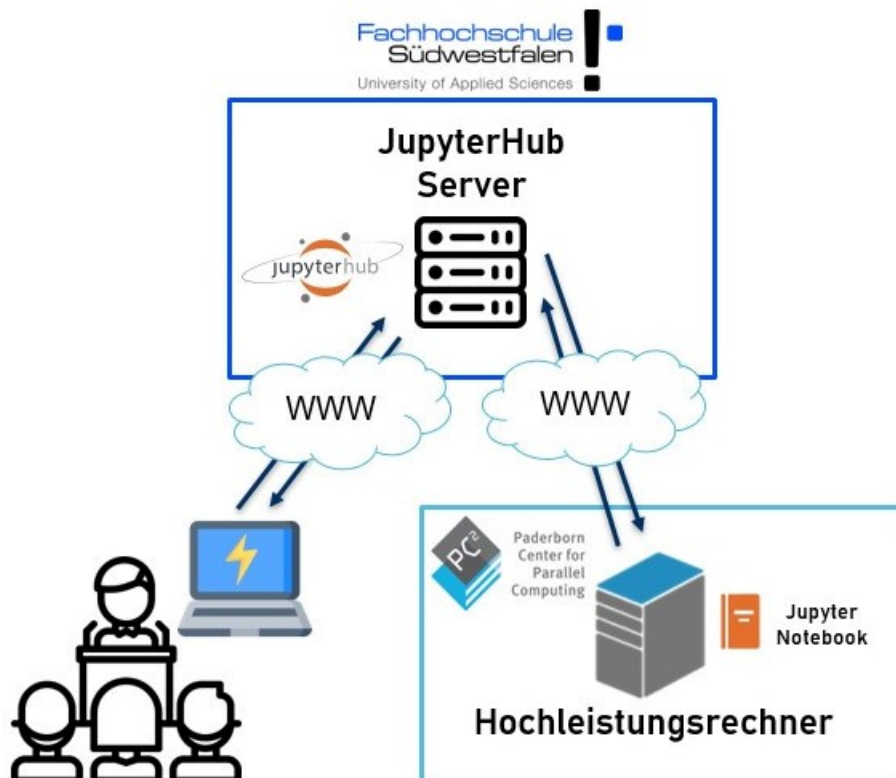 Fachhochschule
Südwestfalen
University of Applied Sciences
JupyterHub
Server
jupyterhub
WWW
WWW
PC²
Paderborn
Center for
Parallel
Computing
Jupyter
Notebook
Hochleistungsrechner